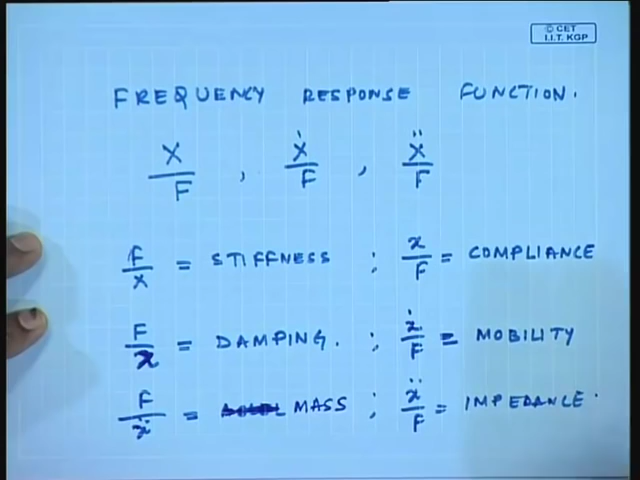 © CET
I.I.T. KGP
FREQUENCY RESPONSE FUNCTION.
X/F , Ẋ/F , Ẍ/F
F/x = STIFFNESS ; x/F = COMPLIANCE
F/ẋ = DAMPING. ; ẋ/F = MOBILITY
F/ẍ = MASS ; ẍ/F = IMPEDANCE.